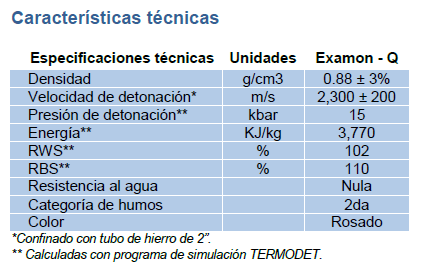 Características técnicas
Especificaciones técnicas Unidades Examon - Q
Densidad g/cm3 0.88 ± 3%
Velocidad de detonación* m/s 2,300 ± 200
Presión de detonación** kbar 15
Energía** KJ/kg 3,770
RWS** % 102
RBS** % 110
Resistencia al agua Nula
Categoría de humos 2da
Color Rosado
*Confinado con tubo de hierro de 2”.
** Calculadas con programa de simulación TERMODET.